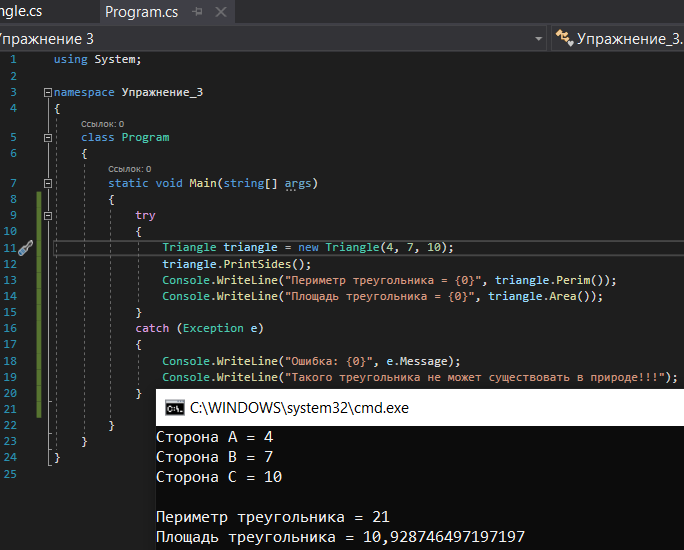 ngle.cs
Program.cs
Упражнение 3
Упражнение_3.
1 using System;
2
3 namespace Упражнение_3
4 {
Ссылок: 0
5 class Program
6 {
Ссылок: 0
7 static void Main(string[] args)
8 {
9 try
10 {
11 Triangle triangle = new Triangle(4, 7, 10);
12 triangle.PrintSides();
13 Console.WriteLine("Периметр треугольника = {0}", triangle.Perim());
14 Console.WriteLine("Площадь треугольника = {0}", triangle.Area());
15 }
16 catch (Exception e)
17 {
18 Console.WriteLine("Ошибка: {0}", e.Message);
19 Console.WriteLine("Такого треугольника не может существовать в природе!!!");
20 }
21
22 }
23 }
24 }
25
C:\WINDOWS\system32\cmd.exe
Сторона A = 4
Сторона B = 7
Сторона C = 10
Периметр треугольника = 21
Площадь треугольника = 10,928746497197197